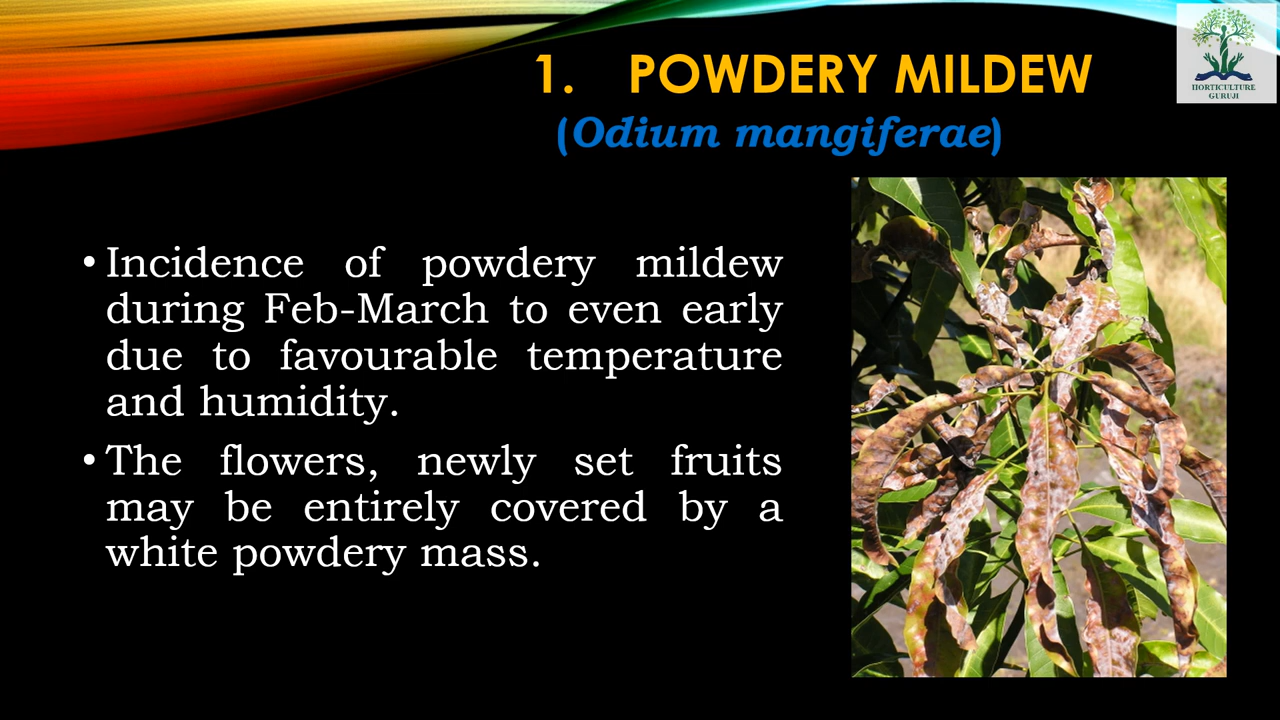 1. POWDERY MILDEW
(Odium mangiferae)
HORTICULTURE
GURUJI
• Incidence of powdery mildew
during Feb-March to even early
due to favourable temperature
and humidity.
• The flowers, newly set fruits
may be entirely covered by a
white powdery mass.